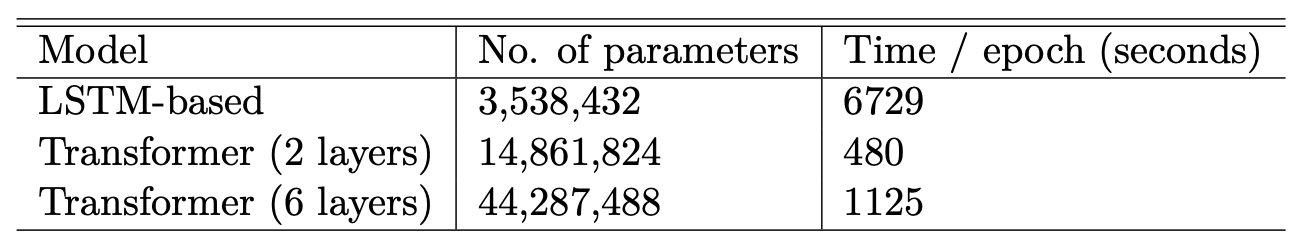 Model No. of parameters Time / epoch (seconds)
LSTM-based 3,538,432 6729
Transformer (2 layers) 14,861,824 480
Transformer (6 layers) 44,287,488 1125